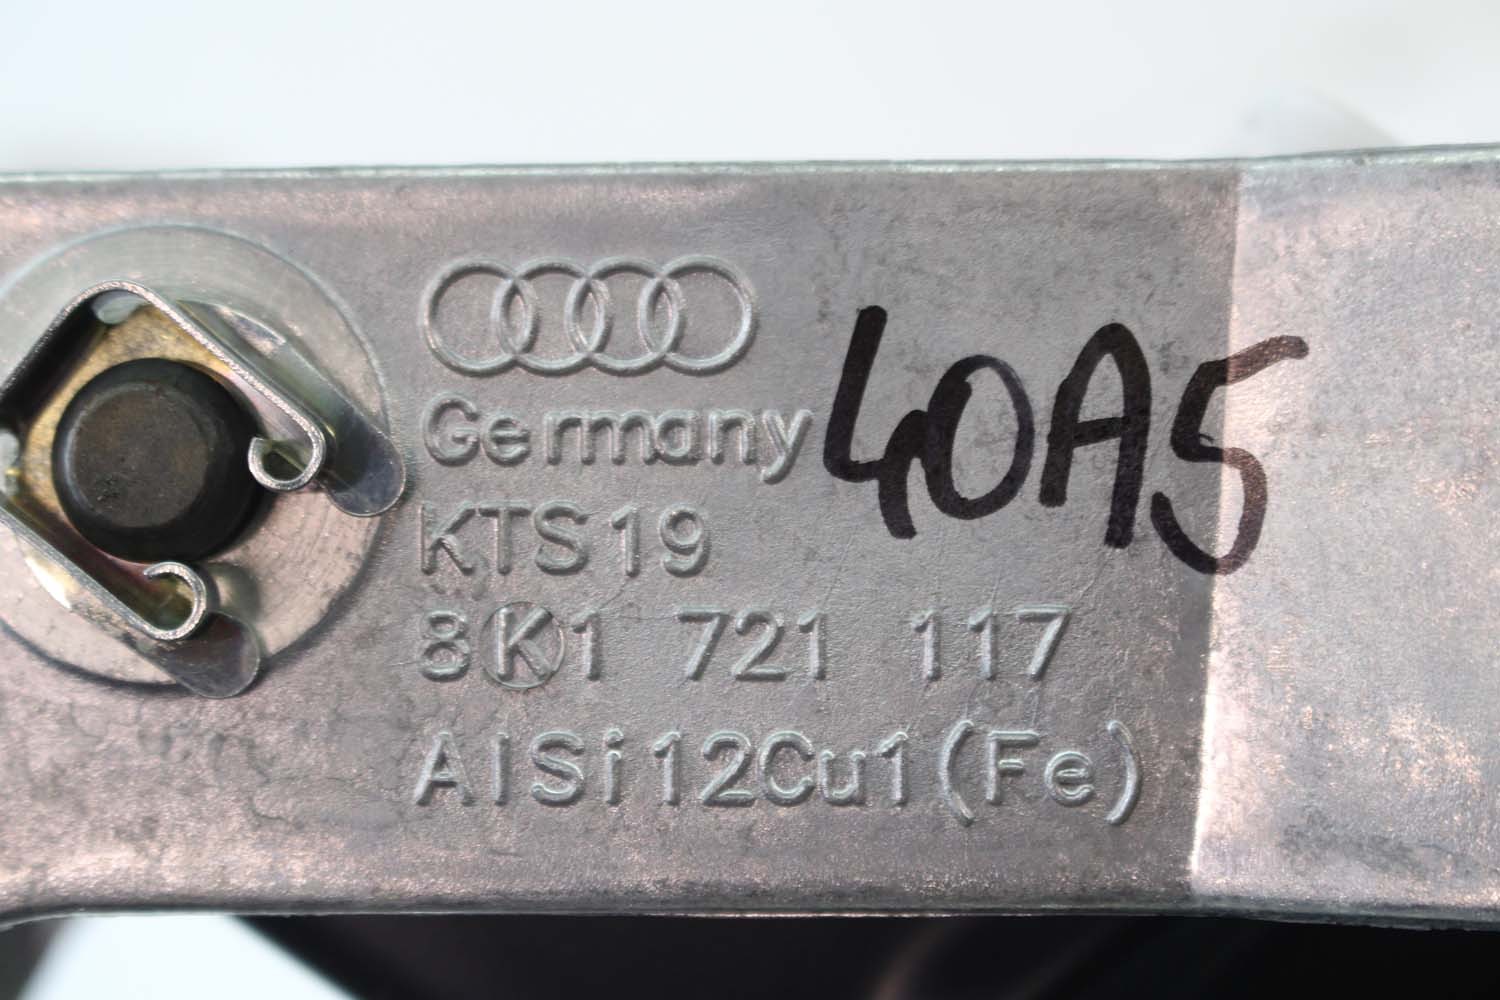 Germany
40A5
KTS19
8K1 721 117
AlSi12Cu1(Fe)